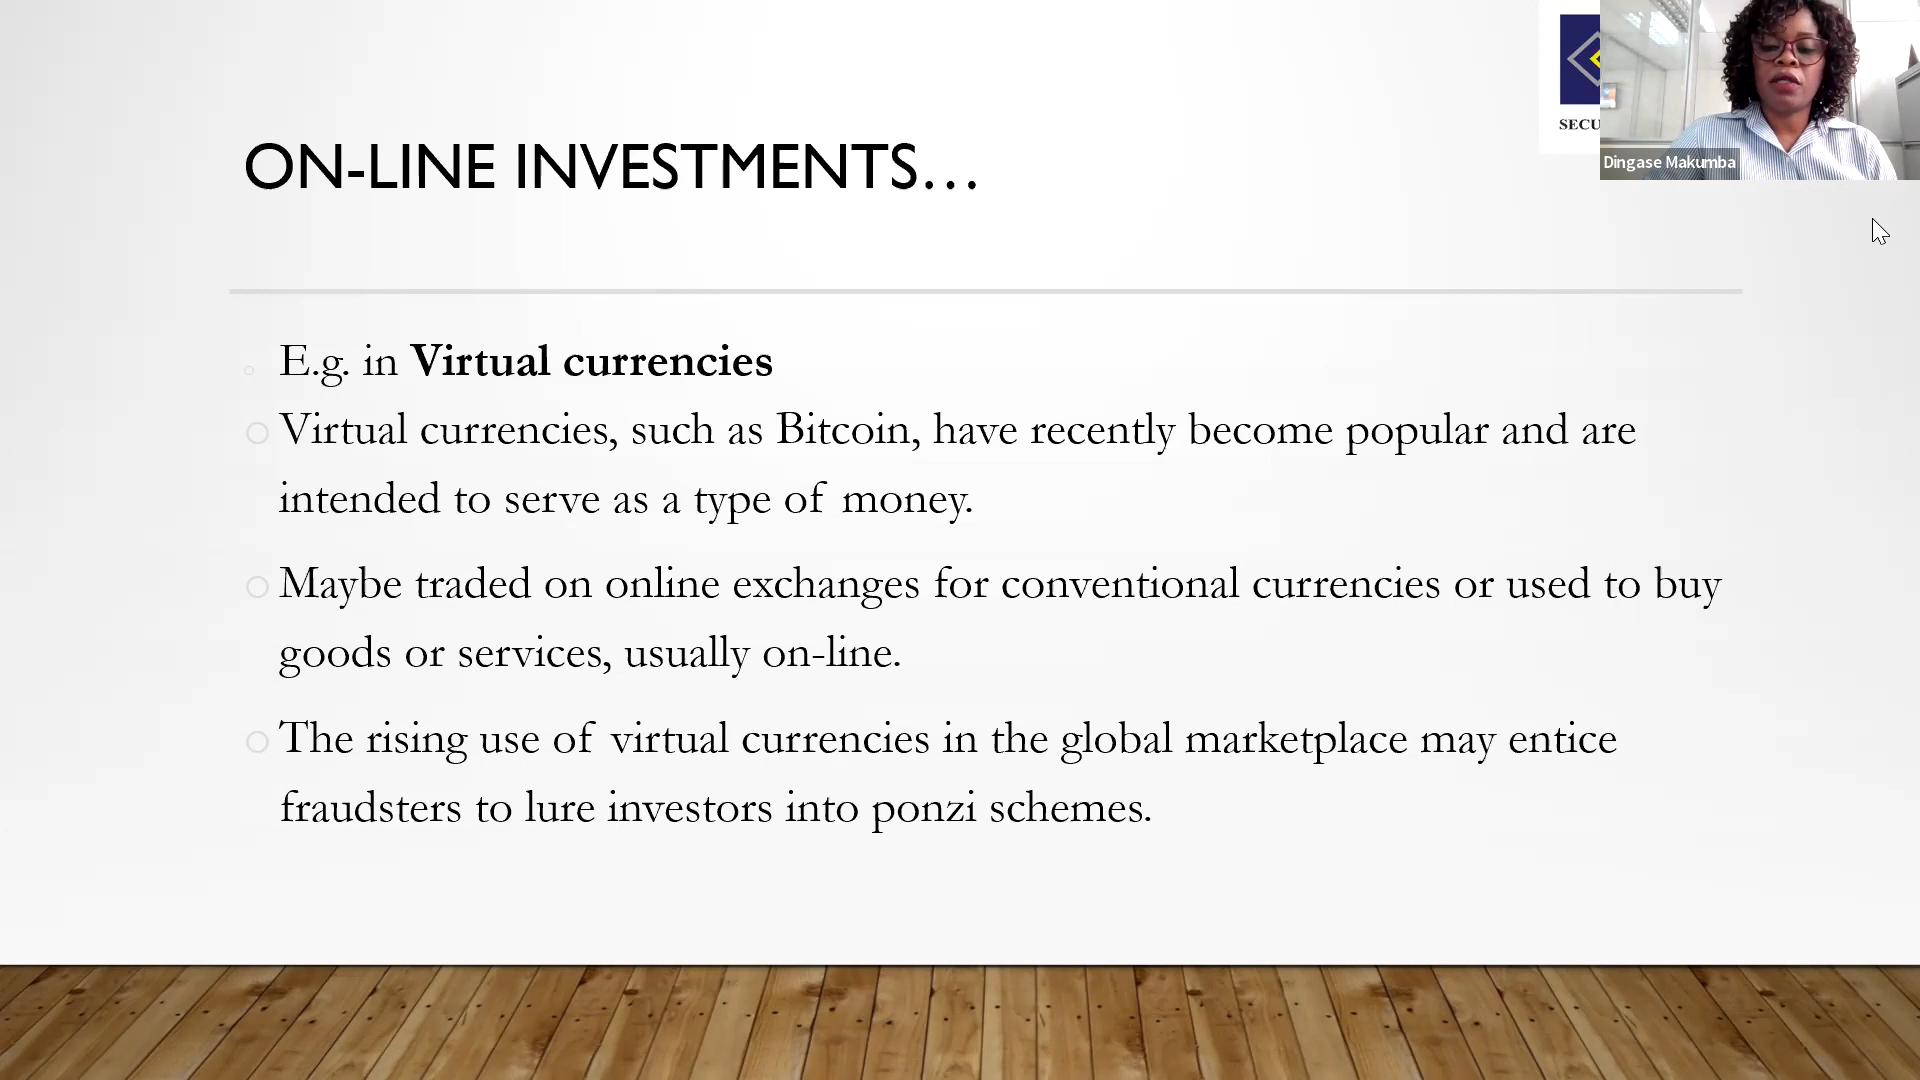 ON-LINE INVESTMENTS…
SECU
Dingase Makumba
E.g. in Virtual currencies
Virtual currencies, such as Bitcoin, have recently become popular and are
intended to serve as a type of money.
Maybe traded on online exchanges for conventional currencies or used to buy
goods or services, usually on-line.
The rising use of virtual currencies in the global marketplace may entice
fraudsters to lure investors into ponzi schemes.